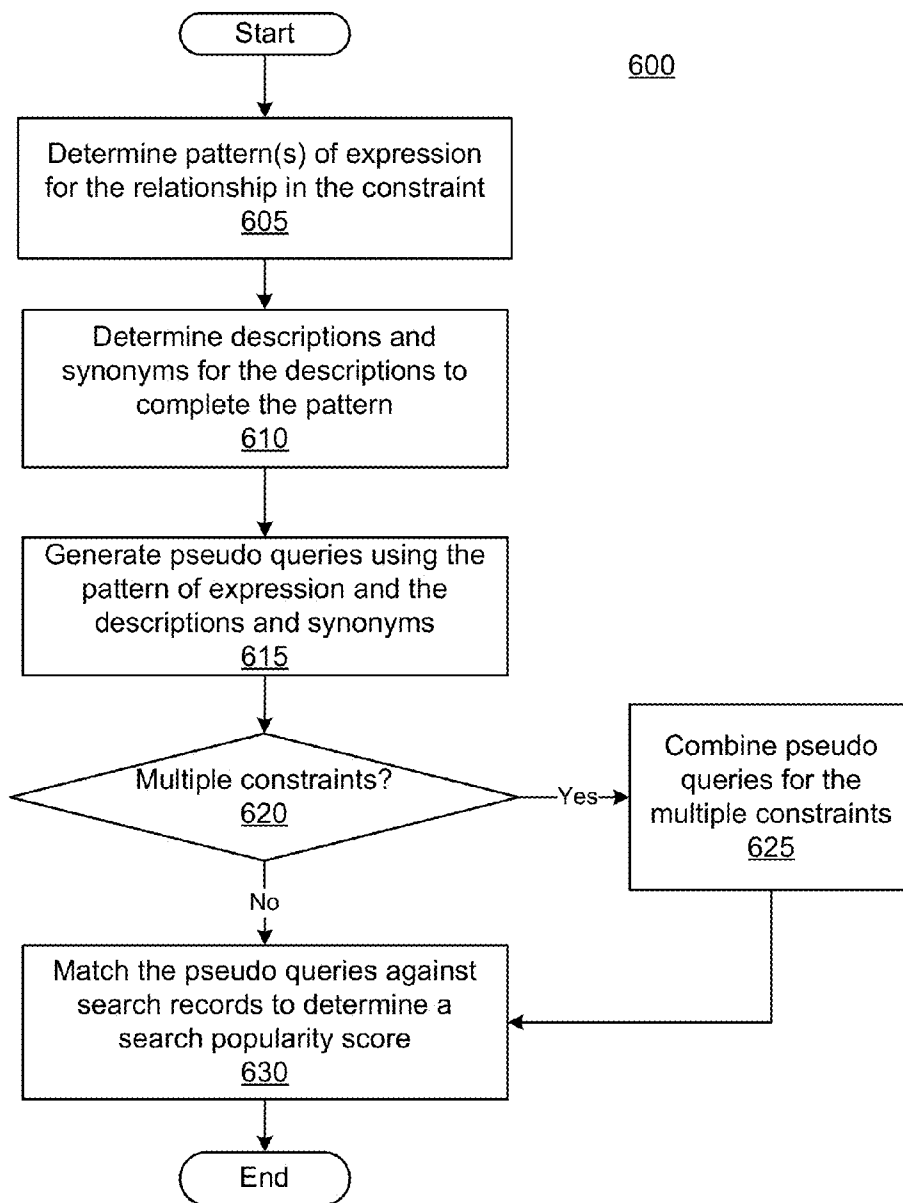 Start
600
Determine pattern(s) of expression
for the relationship in the constraint
605
Determine descriptions and
synonyms for the descriptions to
complete the pattern
610
Generate pseudo queries using the
pattern of expression and the
descriptions and synonyms
615
Multiple constraints?
620
Yes
Combine pseudo
queries for the
multiple constraints
625
No
Match the pseudo queries against
search records to determine a
search popularity score
630
End